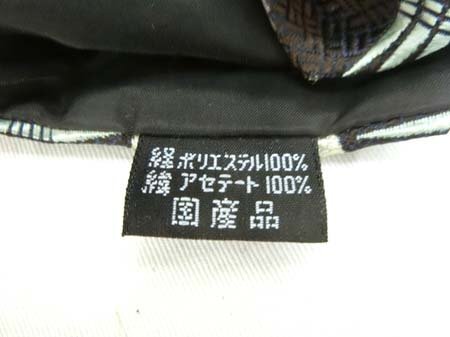 経 ポリエステル100%
緯 アセテート100%
国産品